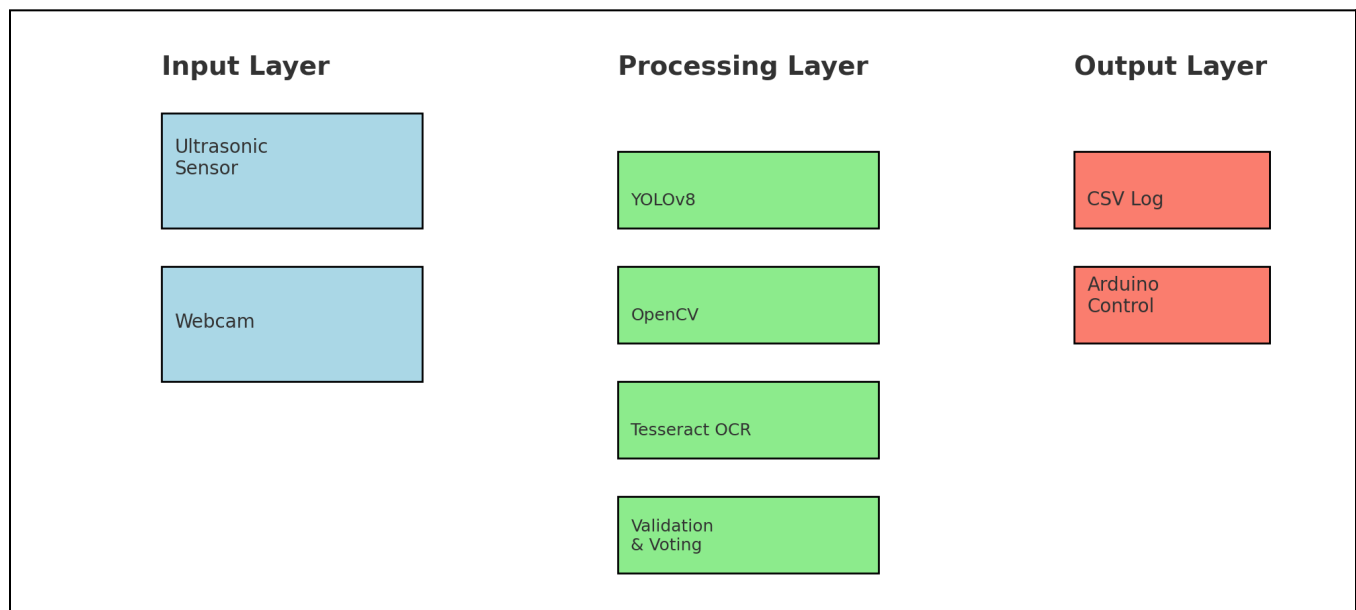 Input Layer
Ultrasonic
Sensor
Webcam
Processing Layer
YOLOv8
OpenCV
Tesseract OCR
Validation
& Voting
Output Layer
CSV Log
Arduino
Control